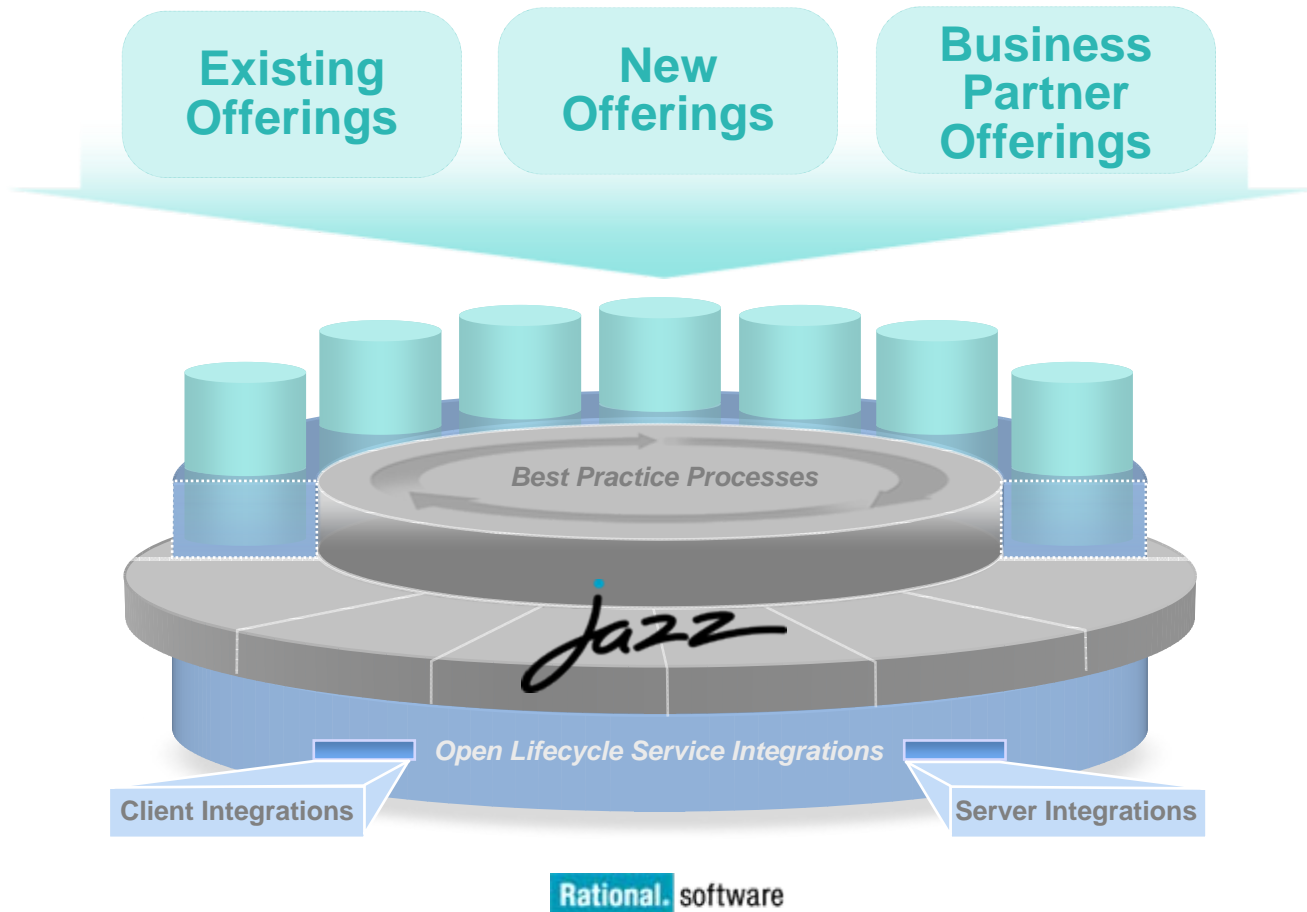 Existing
Offerings
New
Offerings
Business
Partner
Offerings
Best Practice Processes
jazz
Open Lifecycle Service Integrations
Client Integrations
Server Integrations
Rational. software